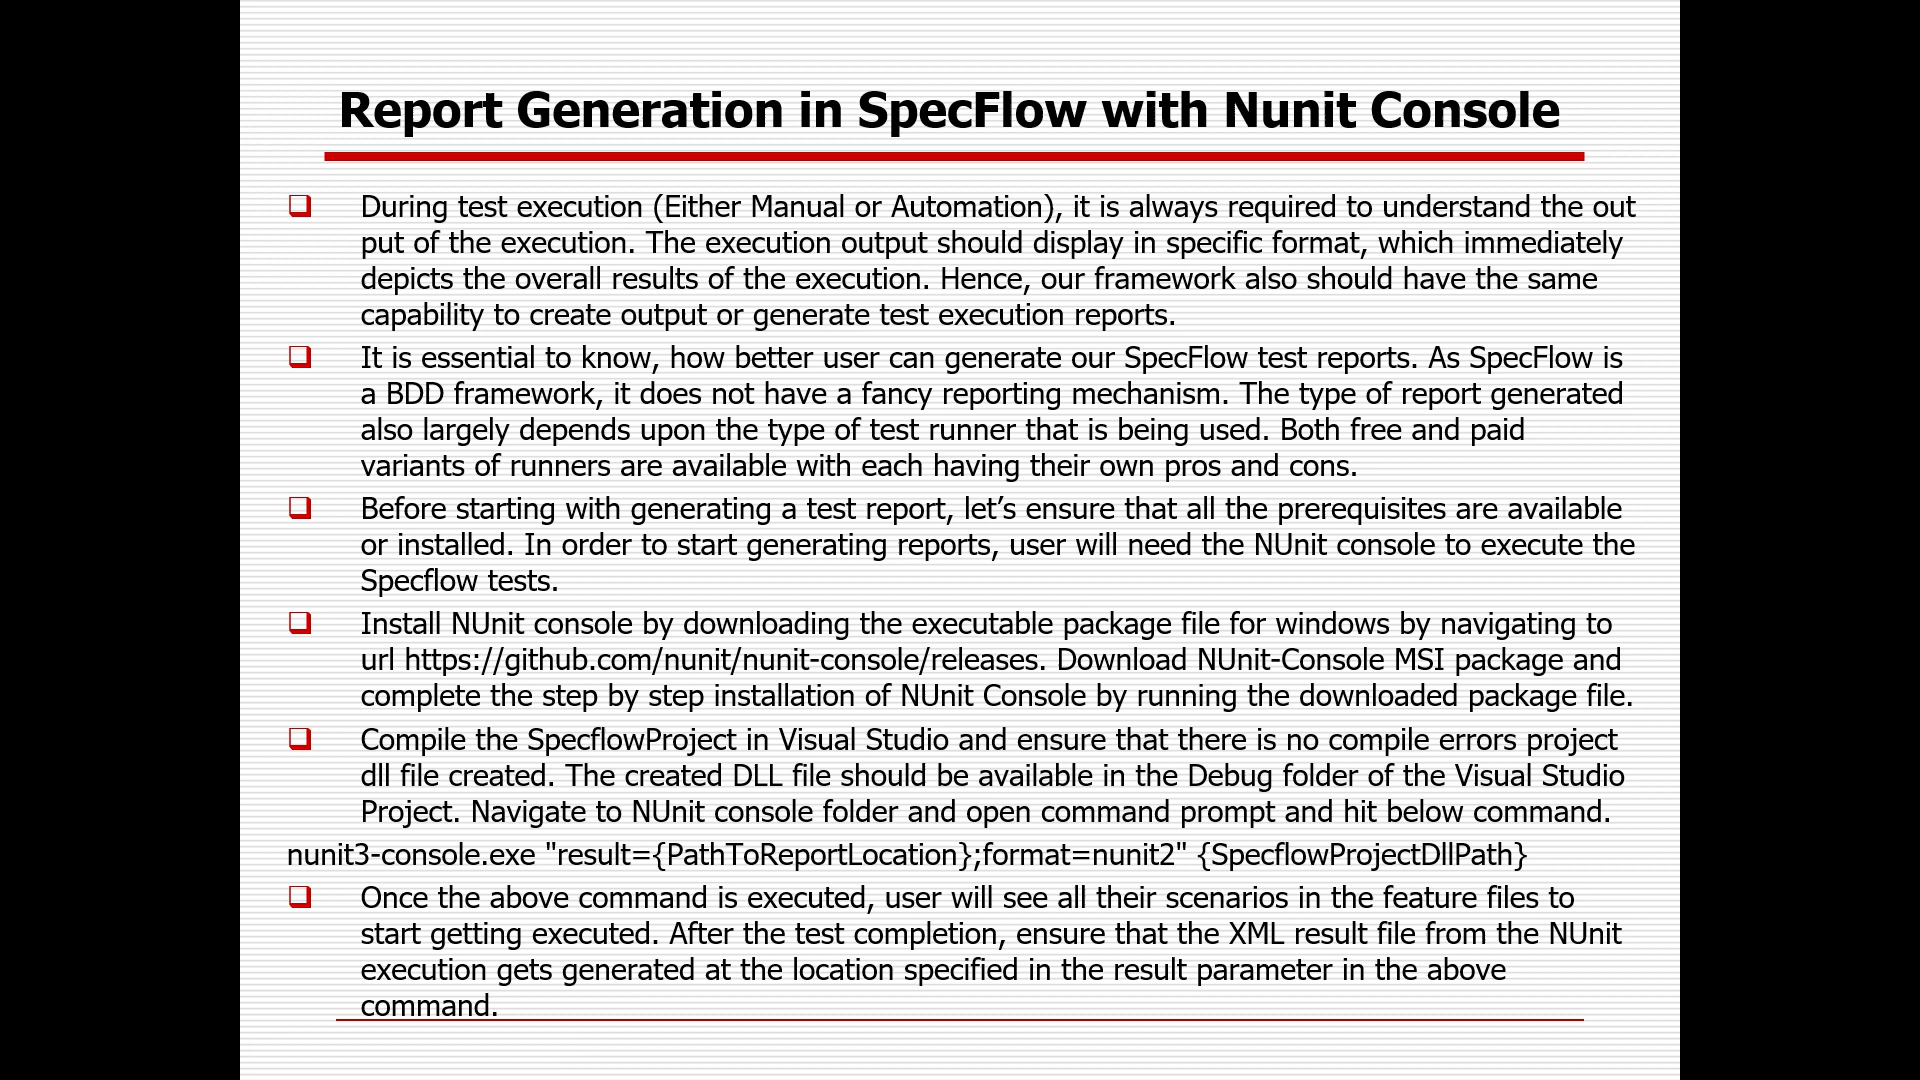 Report Generation in SpecFlow with Nunit Console
During test execution (Either Manual or Automation), it is always required to understand the out
put of the execution. The execution output should display in specific format, which immediately
depicts the overall results of the execution. Hence, our framework also should have the same
capability to create output or generate test execution reports.
It is essential to know, how better user can generate our SpecFlow test reports. As SpecFlow is
a BDD framework, it does not have a fancy reporting mechanism. The type of report generated
also largely depends upon the type of test runner that is being used. Both free and paid
variants of runners are available with each having their own pros and cons.
Before starting with generating a test report, let’s ensure that all the prerequisites are available
or installed. In order to start generating reports, user will need the NUnit console to execute the
Specflow tests.
Install NUnit console by downloading the executable package file for windows by navigating to
url https://github.com/nunit/nunit-console/releases. Download NUnit-Console MSI package and
complete the step by step installation of NUnit Console by running the downloaded package file.
Compile the SpecflowProject in Visual Studio and ensure that there is no compile errors project
dll file created. The created DLL file should be available in the Debug folder of the Visual Studio
Project. Navigate to NUnit console folder and open command prompt and hit below command.
nunit3-console.exe "result={PathToReportLocation};format=nunit2" {SpecflowProjectDllPath}
Once the above command is executed, user will see all their scenarios in the feature files to
start getting executed. After the test completion, ensure that the XML result file from the NUnit
execution gets generated at the location specified in the result parameter in the above
command.